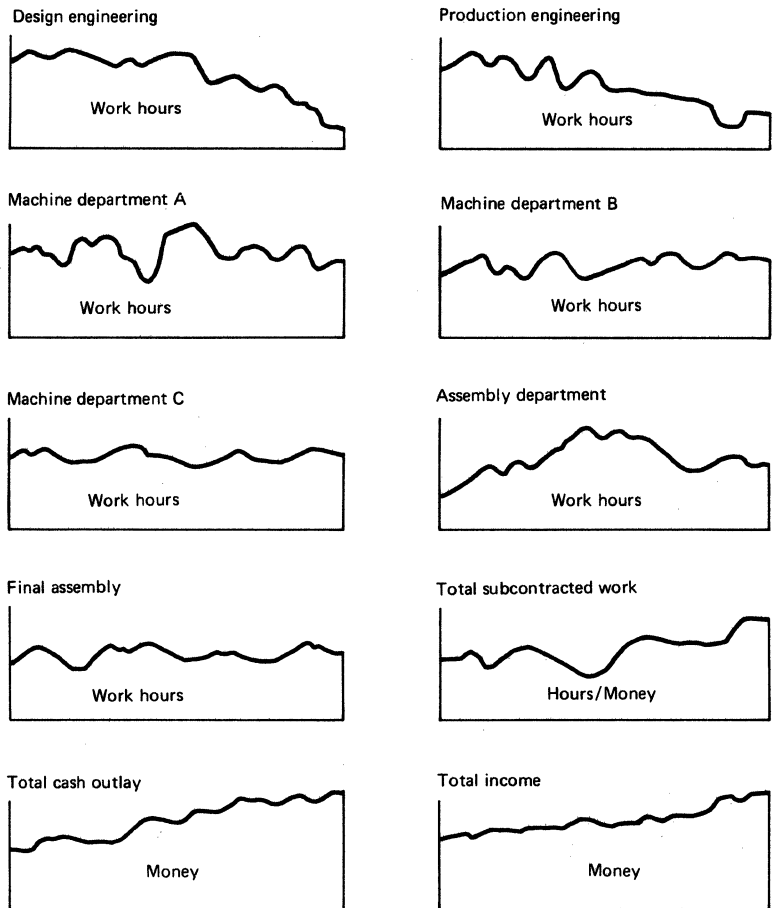 Design engineering
Work hours
Production engineering
Work hours
Machine department A
Work hours
Machine department B
Work hours
Machine department C
Work hours
Assembly department
Work hours
Final assembly
Work hours
Total subcontracted work
Hours/Money
Total cash outlay
Money
Total income
Money